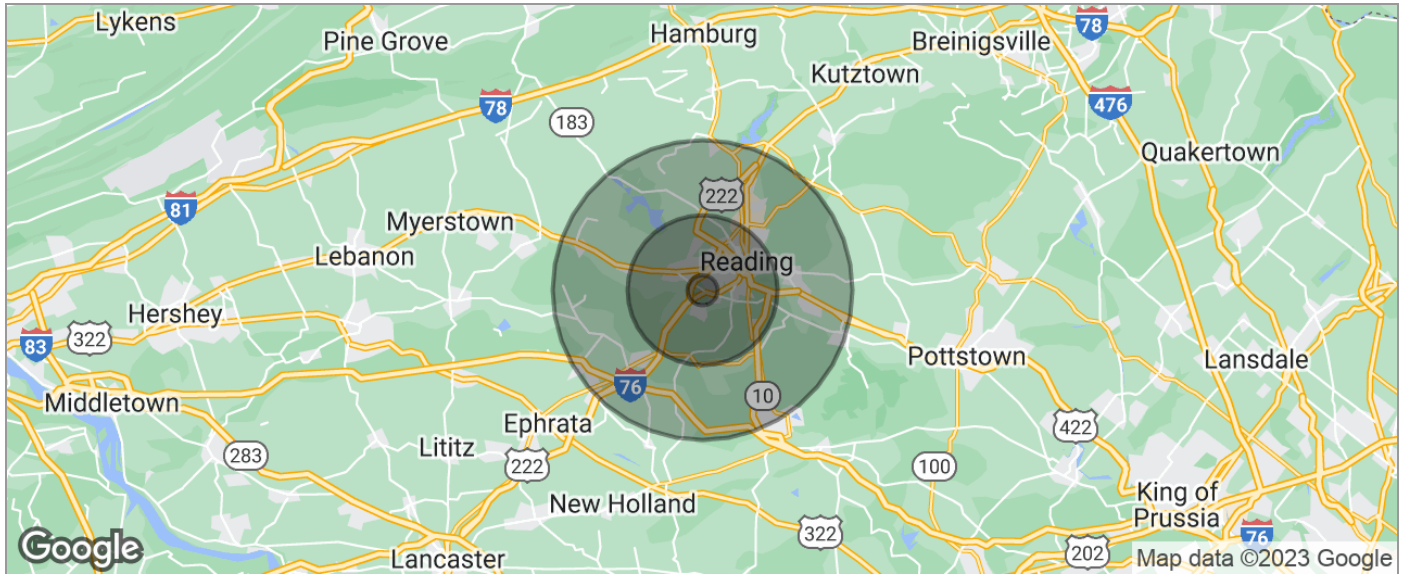 Lykens
Pine Grove
Hamburg
Breinigsville
78
Kutztown
78
476
183
Quakertown
222
81
Myerstown
Lebanon
Reading
Hershey
322
83
Pottstown
Lansdale
76
10
Middletown
Ephrata
422
Lititz
283
222
100
New Holland
King of
Prussia
322
76
202
Google
Lancaster
Map data ©2023 Google